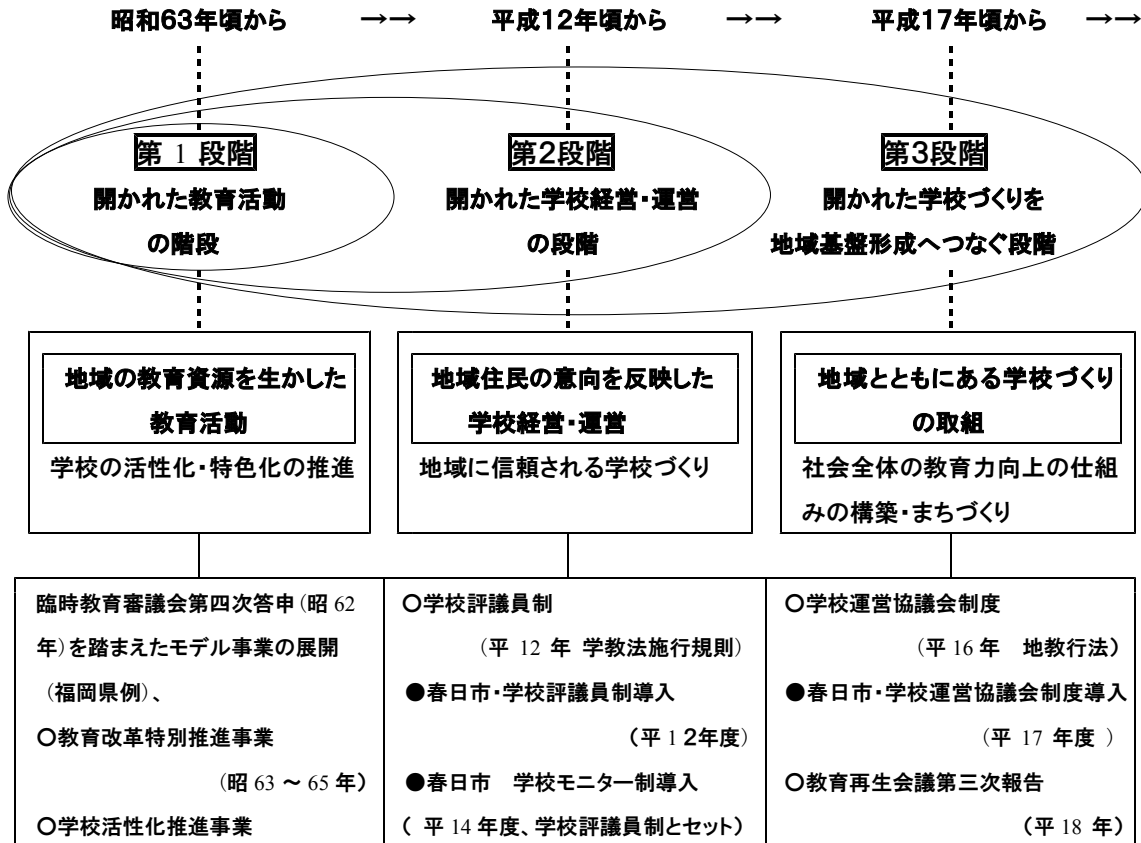 昭和63年頃から →→ 平成12年頃から →→ 平成17年頃から →→
第 1 段階
開かれた教育活動
の階段
第2段階
開かれた学校経営・運営
の段階
第3段階
開かれた学校づくりを
地域基盤形成へつなぐ段階
地域の教育資源を生かした
教育活動
学校の活性化・特色化の推進
地域住民の意向を反映した
学校経営・運営
地域に信頼される学校づくり
地域とともにある学校づくり
の取組
社会全体の教育力向上の仕組
みの構築・まちづくり
臨時教育審議会第四次答申(昭 62
年)を踏まえたモデル事業の展開
(福岡県例)、
○教育改革特別推進事業
(昭 63 ～ 65 年)
○学校活性化推進事業
○学校評議員制
(平 12 年 学教法施行規則)
●春日市・学校評議員制導入
(平 1 2年度)
●春日市 学校モニター制導入
( 平 14 年度、学校評議員制とセット)
○学校運営協議会制度
(平 16 年 地教行法)
●春日市・学校運営協議会制度導入
(平 17 年度 )
○教育再生会議第三次報告
(平 18 年)